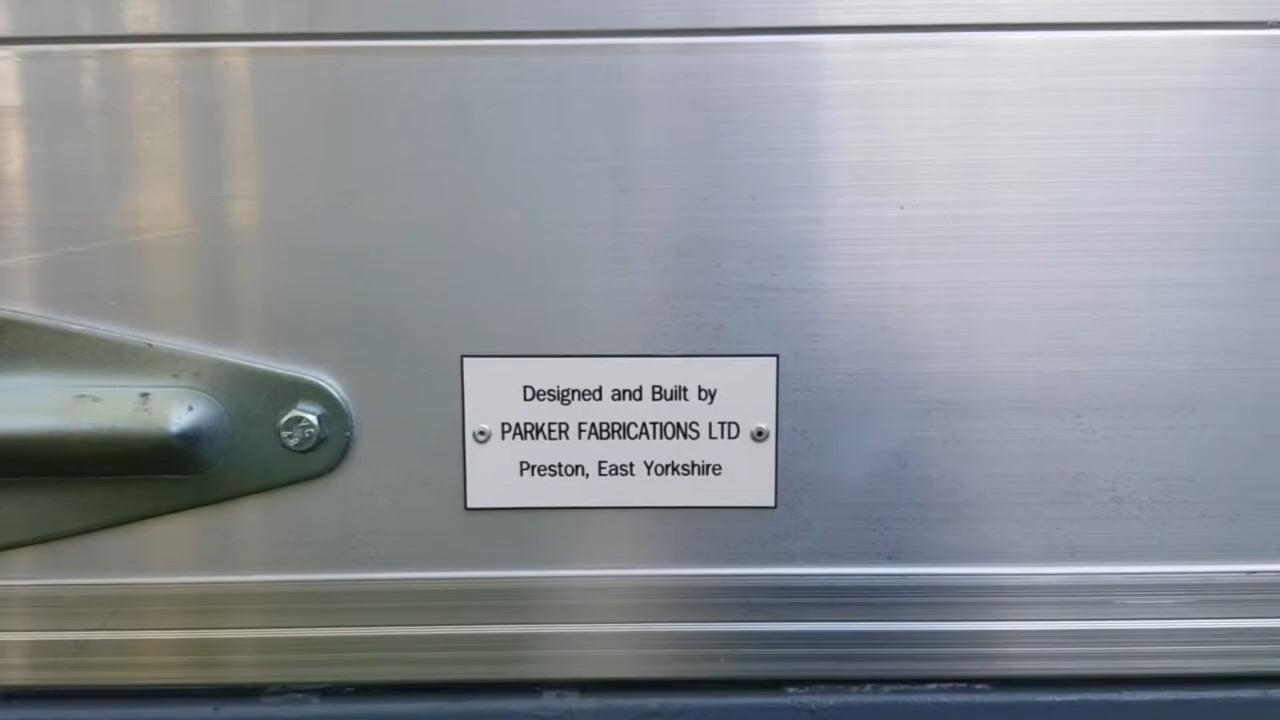 Designed and Built by
PARKER FABRICATIONS LTD
Preston, East Yorkshire